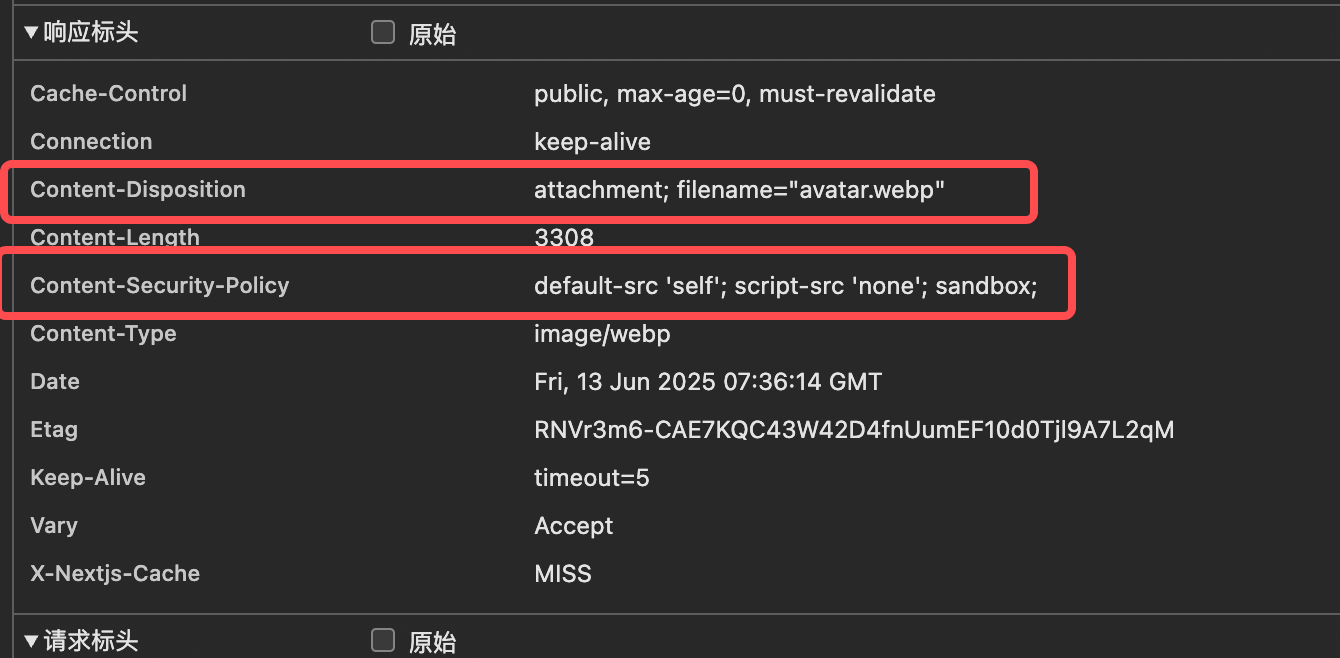 ▼响应标头 原始
Cache-Control public, max-age=0, must-revalidate
Connection keep-alive
Content-Disposition attachment; filename="avatar.webp"
Content-Length 3308
Content-Security-Policy default-src 'self'; script-src 'none'; sandbox;
Content-Type image/webp
Date Fri, 13 Jun 2025 07:36:14 GMT
Etag RNVr3m6-CAE7KQC43W42D4fnUumEF10d0Tjl9A7L2qM
Keep-Alive timeout=5
Vary Accept
X-Nextjs-Cache MISS
▼请求标头 原始